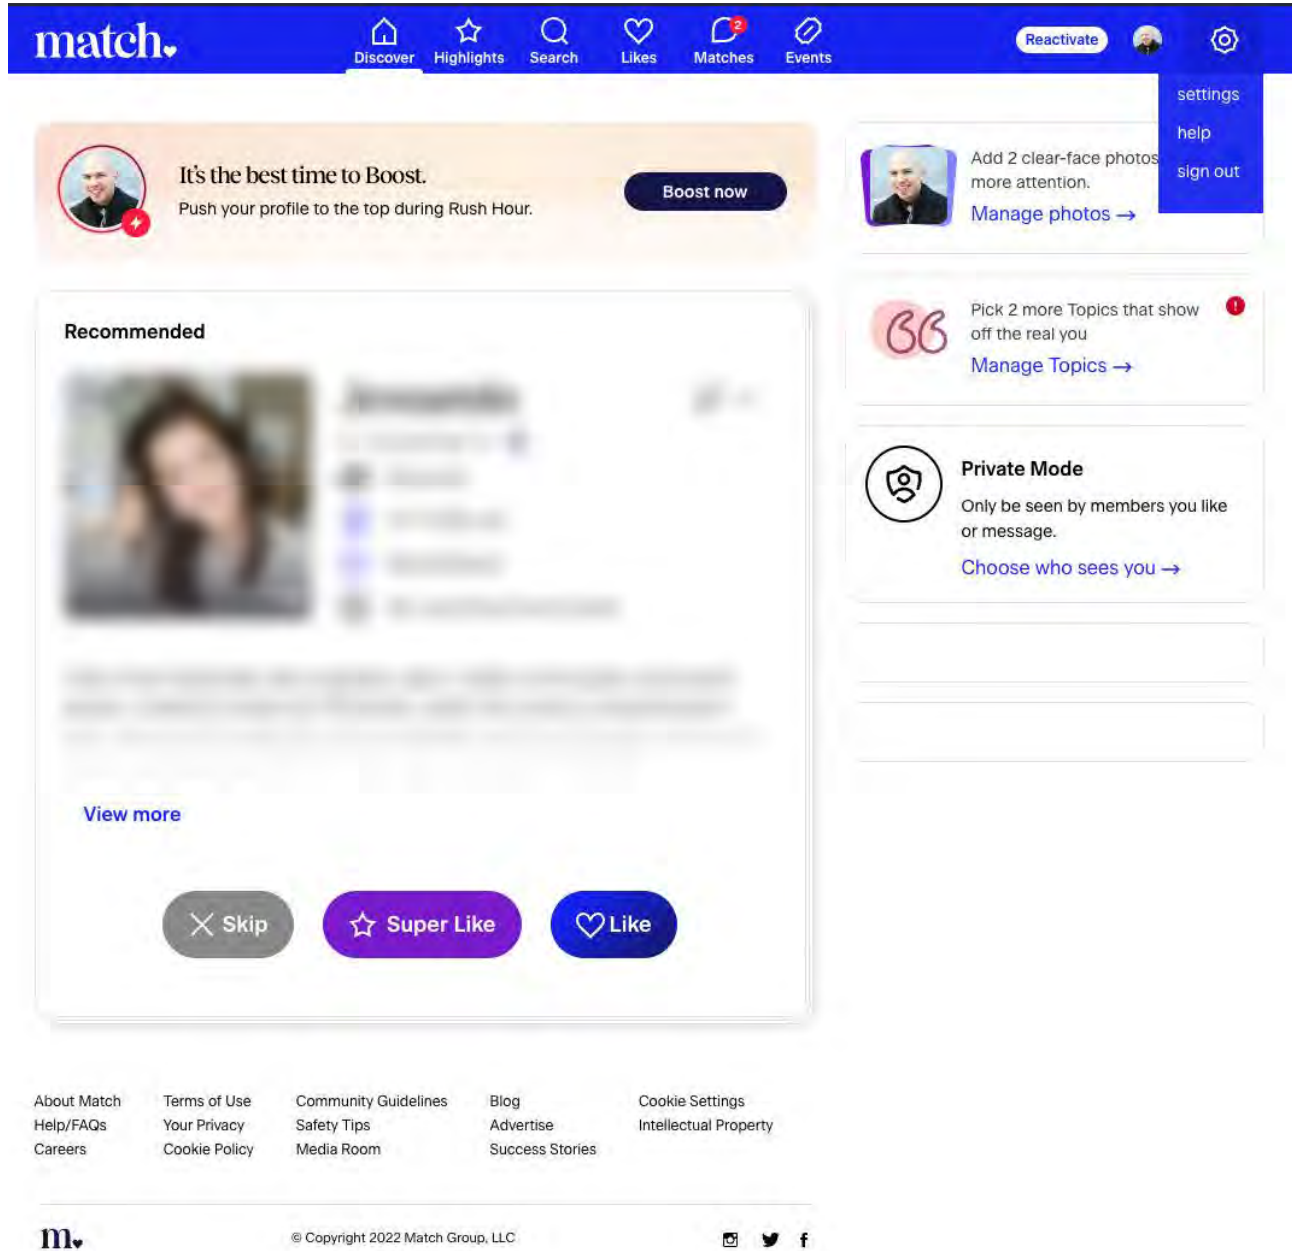 match
Discover
Highlights
Search
Likes
2
Matches
Events
Reactivate
settings
help
sign out
It's the best time to Boost.
Push your profile to the top during Rush Hour.
Boost now
Add 2 clear-face photos
more attention.
Manage photos →
Recommended
Pick 2 more Topics that show
off the real you
Manage Topics →
Private Mode
Only be seen by members you like
or message.
Choose who sees you →
View more
Skip
Super Like
Like
About Match
Help/FAQs
Careers
Terms of Use
Your Privacy
Cookie Policy
Community Guidelines
Safety Tips
Media Room
Blog
Advertise
Success Stories
Cookie Settings
Intellectual Property
m
© Copyright 2022 Match Group, LLC